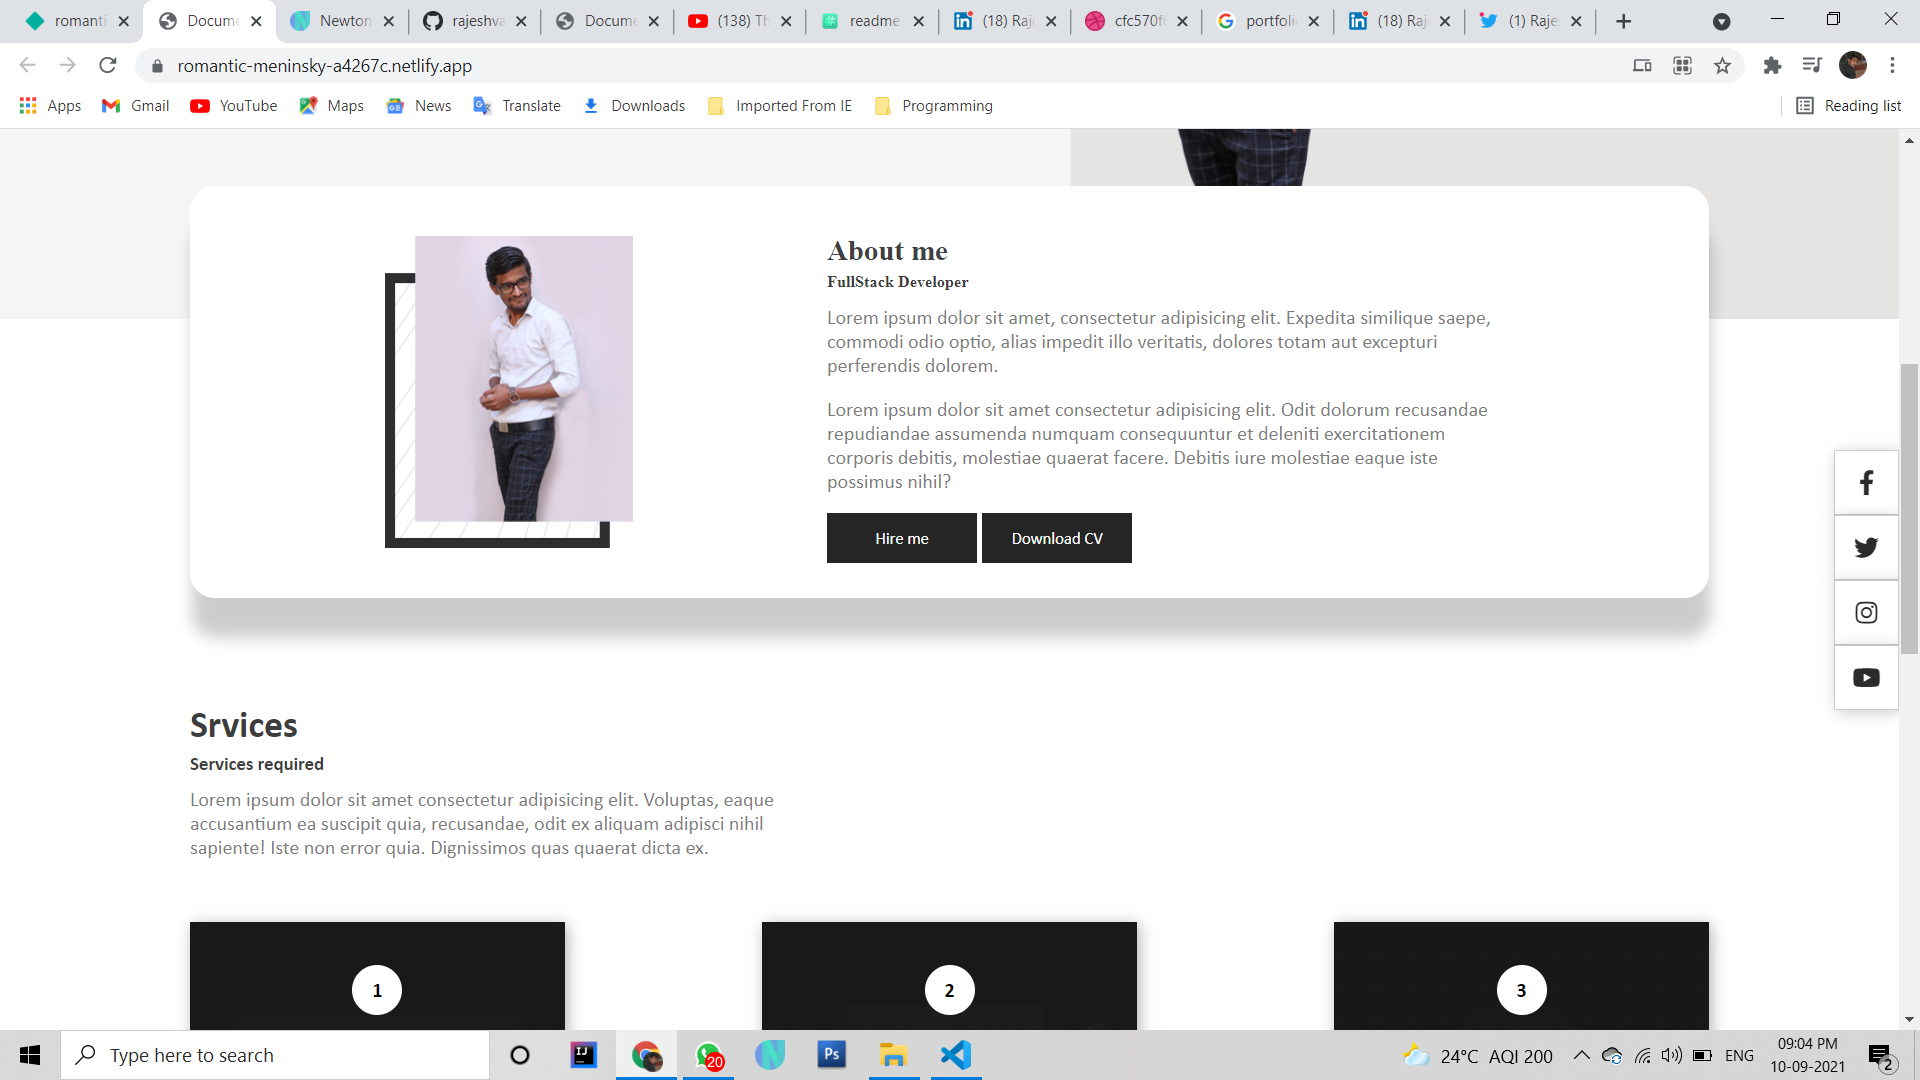 romanti
Docume
Newton
rajeshva
Docume
(138) Th
readme.
(18) Raj
cfc570f
portfoli
(18) Raj
(1) Raje
romantic-meninsky-a4267c.netlify.app
Apps
Gmail
YouTube
Maps
News
Translate
Downloads
Imported From IE
Programming
Reading list
About me
FullStack Developer
Lorem ipsum dolor sit amet, consectetur adipisicing elit. Expedita similique saepe,
commodi odio optio, alias impedit illo veritatis, dolores totam aut excepturi
perferendis dolorem.
Lorem ipsum dolor sit amet consectetur adipisicing elit. Odit dolorum recusandae
repudiandae assumenda numquam consequuntur et deleniti exercitationem
corporis debitis, molestiae quaerat facere. Debitis iure molestiae eaque iste
possimus nihil?
Hire me
Download CV
Srvices
Services required
Lorem ipsum dolor sit amet consectetur adipisicing elit. Voluptas, eaque
accusantium ea suscipit quia, recusandae, odit ex aliquam adipisci nihil
sapiente! Iste non error quia. Dignissimos quas quaerat dicta ex.
1
2
3
Type here to search
IJ
20
Ps
24°C AQI 200
ENG
09:04 PM
10-09-2021
2